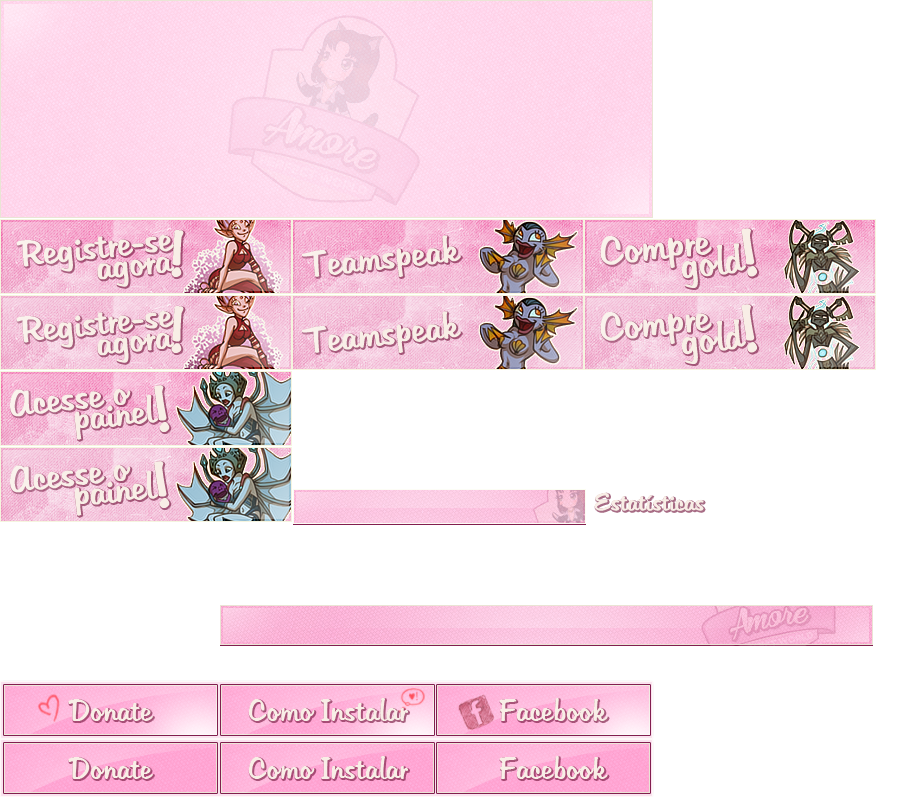 Amore
Registre-se
agora!
Teamspeak
Compre
gold!
Registre-se
agora!
Teamspeak
Compre
gold!
Acesse o
painel!
Acesse o
painel!
Estatísticas
Amore
Donate
Como Instalar
f Facebook
Donate
Como Instalar
Facebook